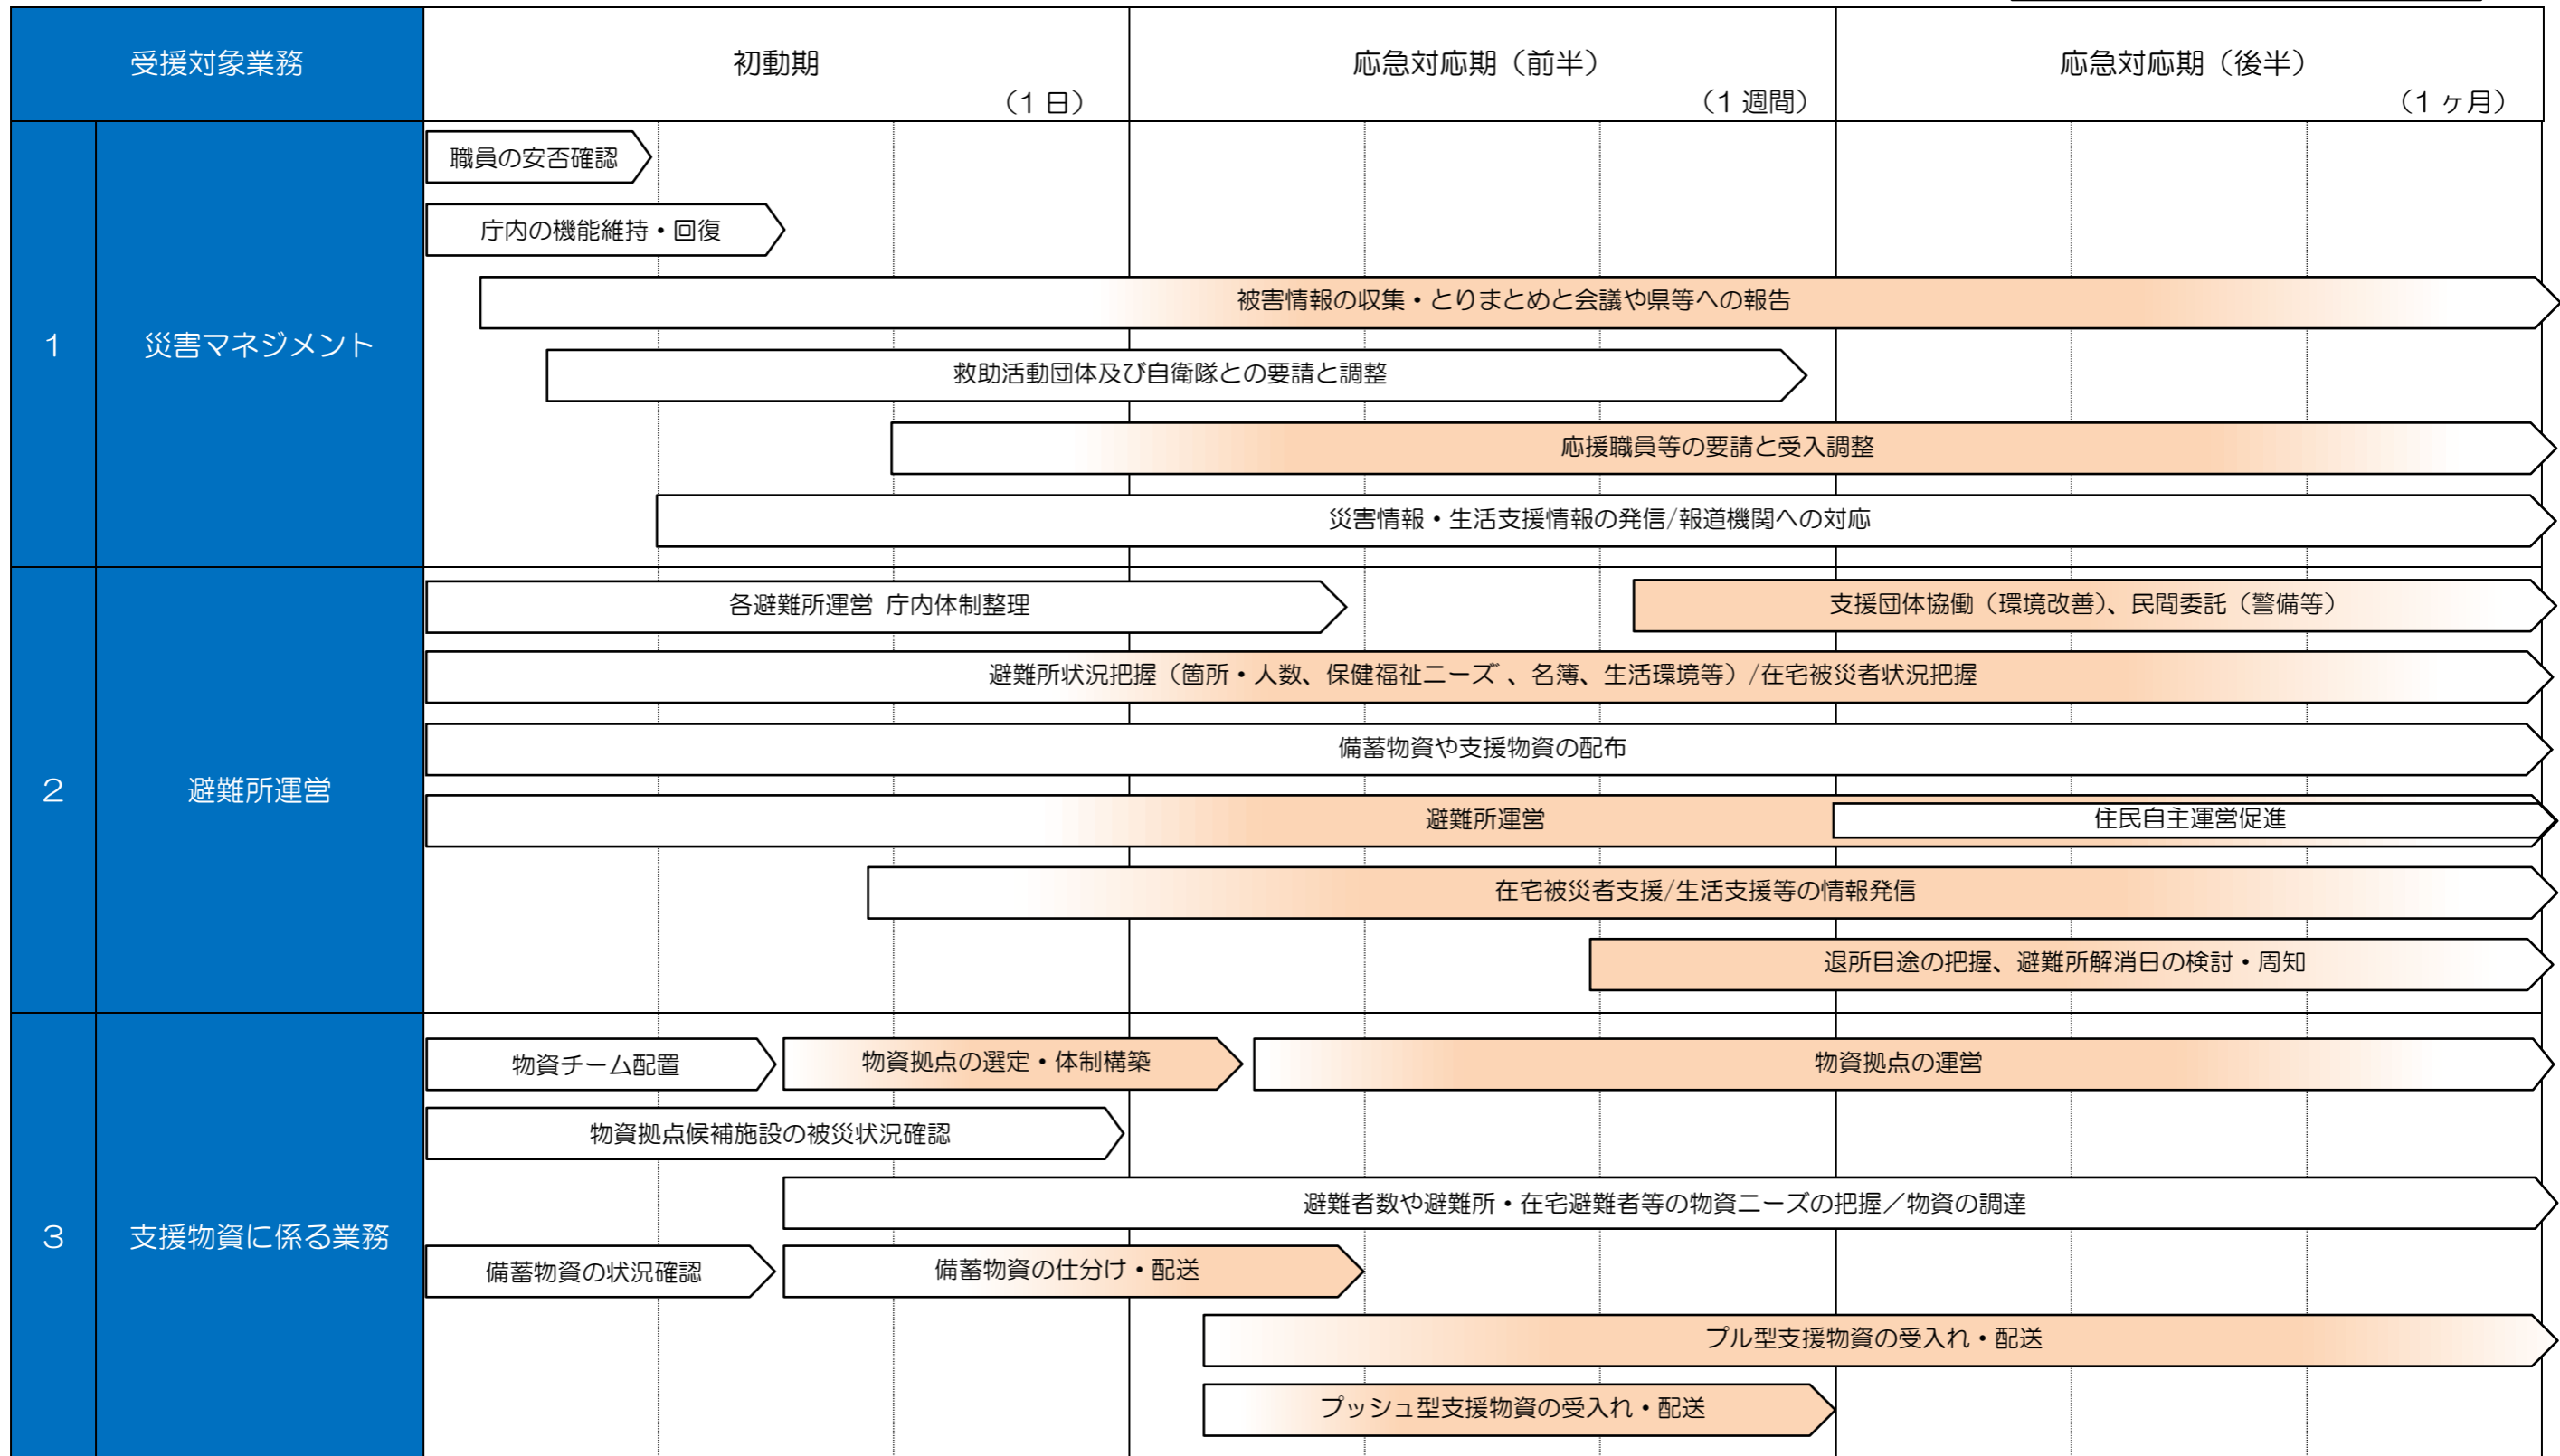 受援対象業務
初動期
（1 日）
応急対応期（前半）
（1 週間）
応急対応期（後半）
（1 ヶ月）
1
災害マネジメント
職員の安否確認
庁内の機能維持・回復
被害情報の収集・とりまとめと会議や県等への報告
救助活動団体及び自衛隊との要請と調整
応援職員等の要請と受入調整
災害情報・生活支援情報の発信/報道機関への対応
2
避難所運営
各避難所運営 庁内体制整理
支援団体協働（環境改善）、民間委託（警備等）
避難所状況把握（箇所・人数、保健福祉ニーズ、名簿、生活環境等）/在宅被災者状況把握
備蓄物資や支援物資の配布
避難所運営
住民自主運営促進
在宅被災者支援/生活支援等の情報発信
退所目途の把握、避難所解消日の検討・周知
3
支援物資に係る業務
物資チーム配置
物資拠点の選定・体制構築
物資拠点の運営
物資拠点候補施設の被災状況確認
避難者数や避難所・在宅避難者等の物資ニーズの把握／物資の調達
備蓄物資の状況確認
備蓄物資の仕分け・配送
プル型支援物資の受入れ・配送
プッシュ型支援物資の受入れ・配送